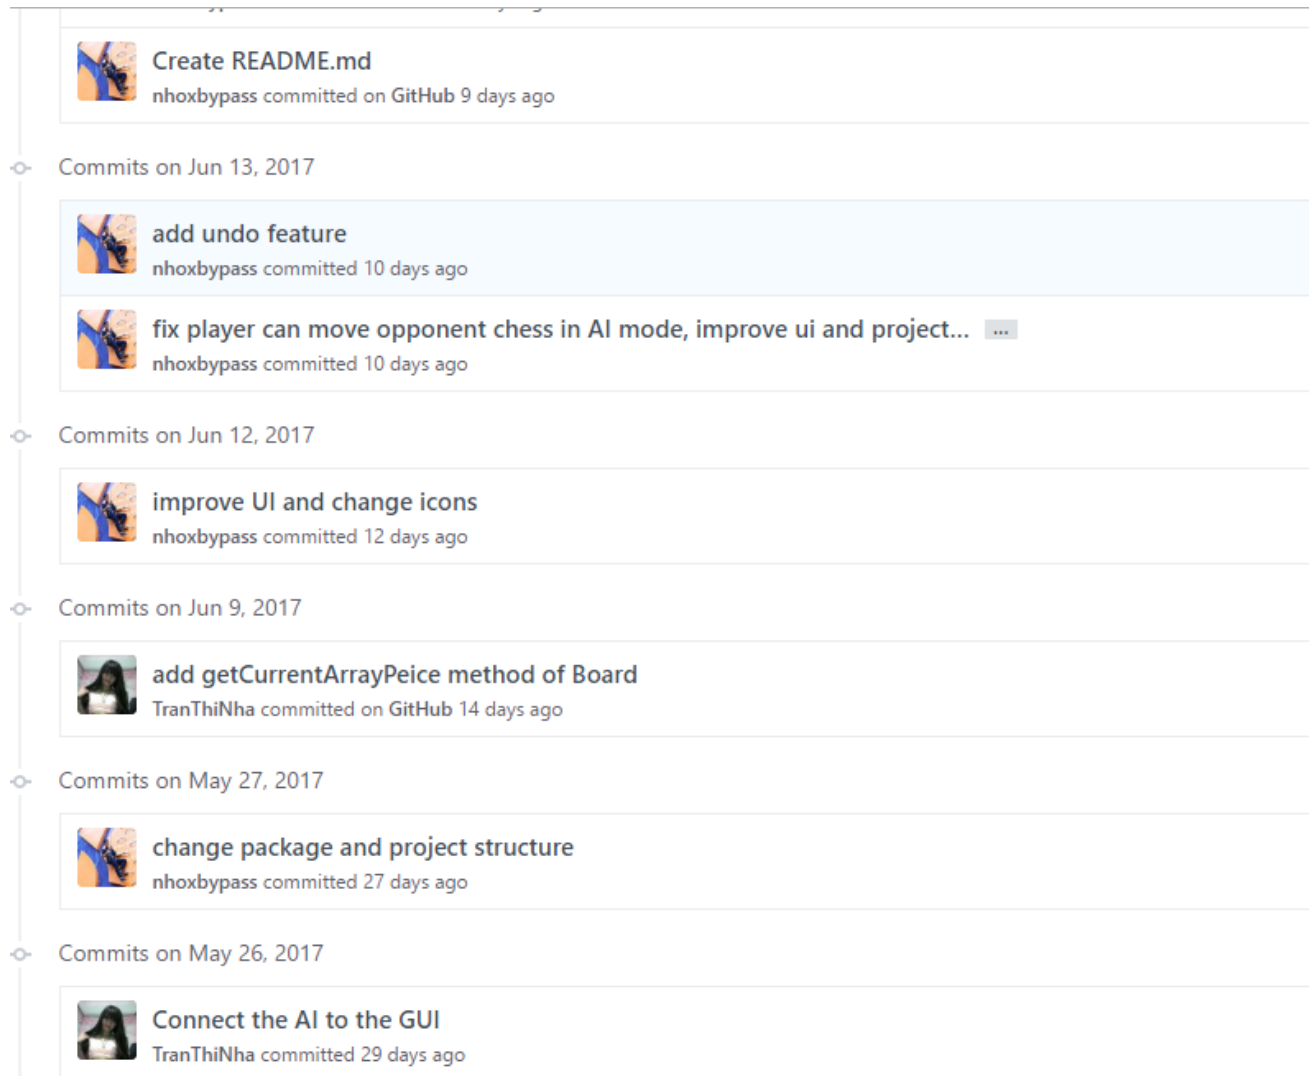 Create README.md
nhoxbypass committed on GitHub 9 days ago
Commits on Jun 13, 2017
add undo feature
nhoxbypass committed 10 days ago
fix player can move opponent chess in AI mode, improve ui and project... ...
nhoxbypass committed 10 days ago
Commits on Jun 12, 2017
improve UI and change icons
nhoxbypass committed 12 days ago
Commits on Jun 9, 2017
add getCurrentArrayPeice method of Board
TranThiNha committed on GitHub 14 days ago
Commits on May 27, 2017
change package and project structure
nhoxbypass committed 27 days ago
Commits on May 26, 2017
Connect the AI to the GUI
TranThiNha committed 29 days ago